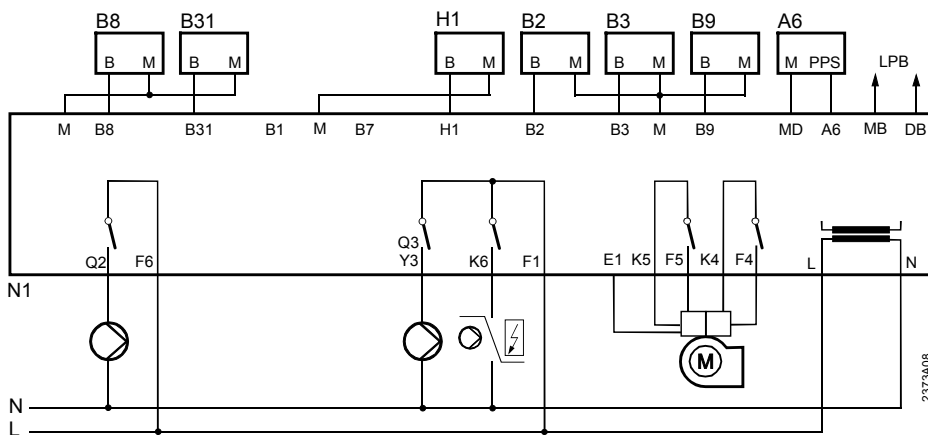 B8 B31 H1 B2 B3 B9 A6
B M B M B M B M B M B M M PPS LPB
M B8 B31 B1 M B7 H1 B2 B3 M B9 MD A6 MB DB
Q3
Q2 F6 Y3 K6 F1 E1 K5 F5 K4 F4 L N
N1
M
2373A08
N
L